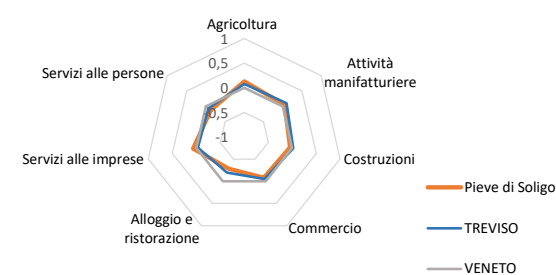 Agricoltura
1
0,5
0
-0,5
-1
Attività
manifatturiere
Costruzioni
Commercio
Alloggio e
ristorazione
Servizi alle imprese
Servizi alle persone
Pieve di Soligo
TREVISO
VENETO